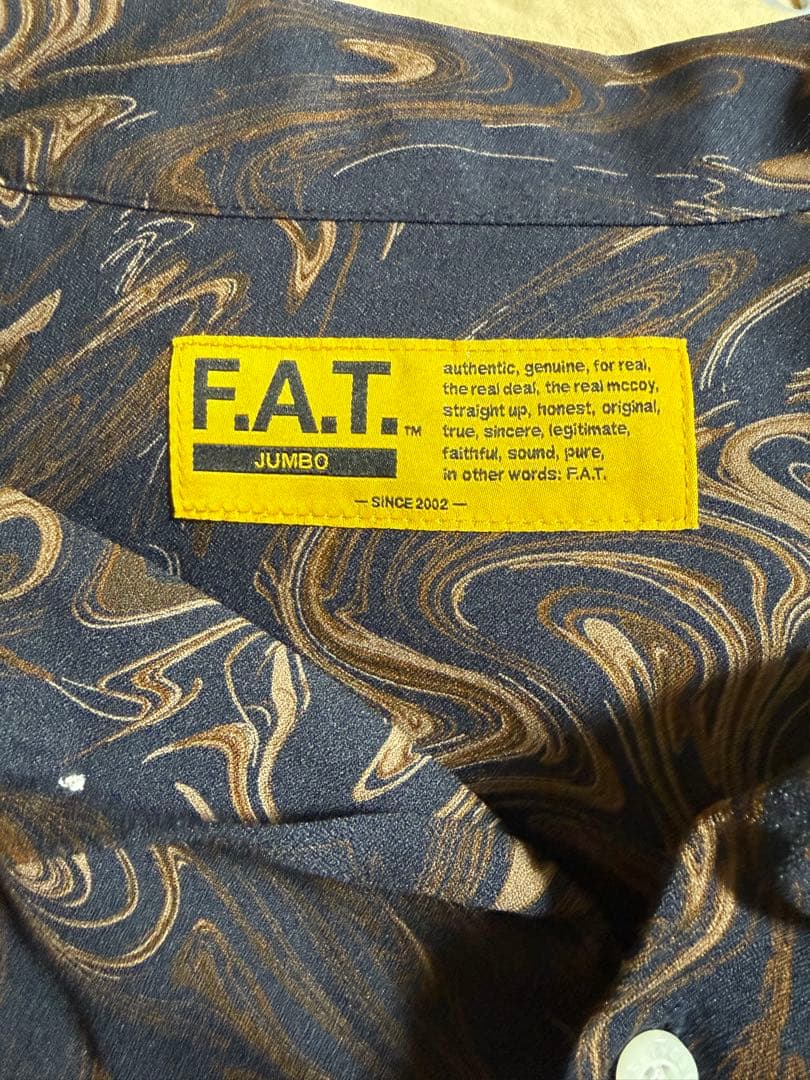 F.A.T.™
JUMBO
authentic, genuine, for real,
the real deal, the real mccoy,
straight up, honest, original,
true, sincere, legitimate,
faithful, sound, pure,
in other words: F.A.T.
— SINCE 2002 —